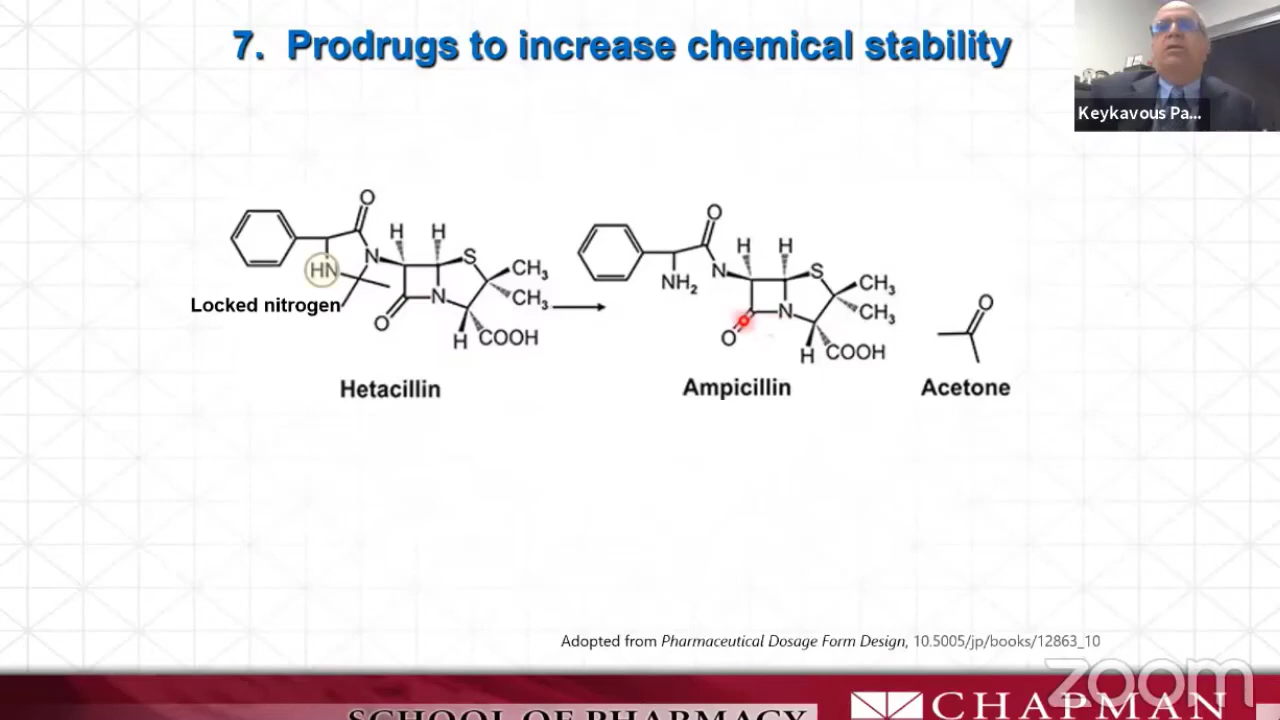 7. Prodrugs to increase chemical stability
Keykavous Pa...
O
H H
HN N S CH3
CH3
Locked nitrogen
O N
H COOH
Hetacillin
O
H H
NH2 N S CH3
CH3
O N
H COOH
Ampicillin
O
Acetone
Adopted from Pharmaceutical Dosage Form Design, 10.5005/jp/books/12863_10
zoom
CHAPMAN
SCHOOL OF PHARMACY